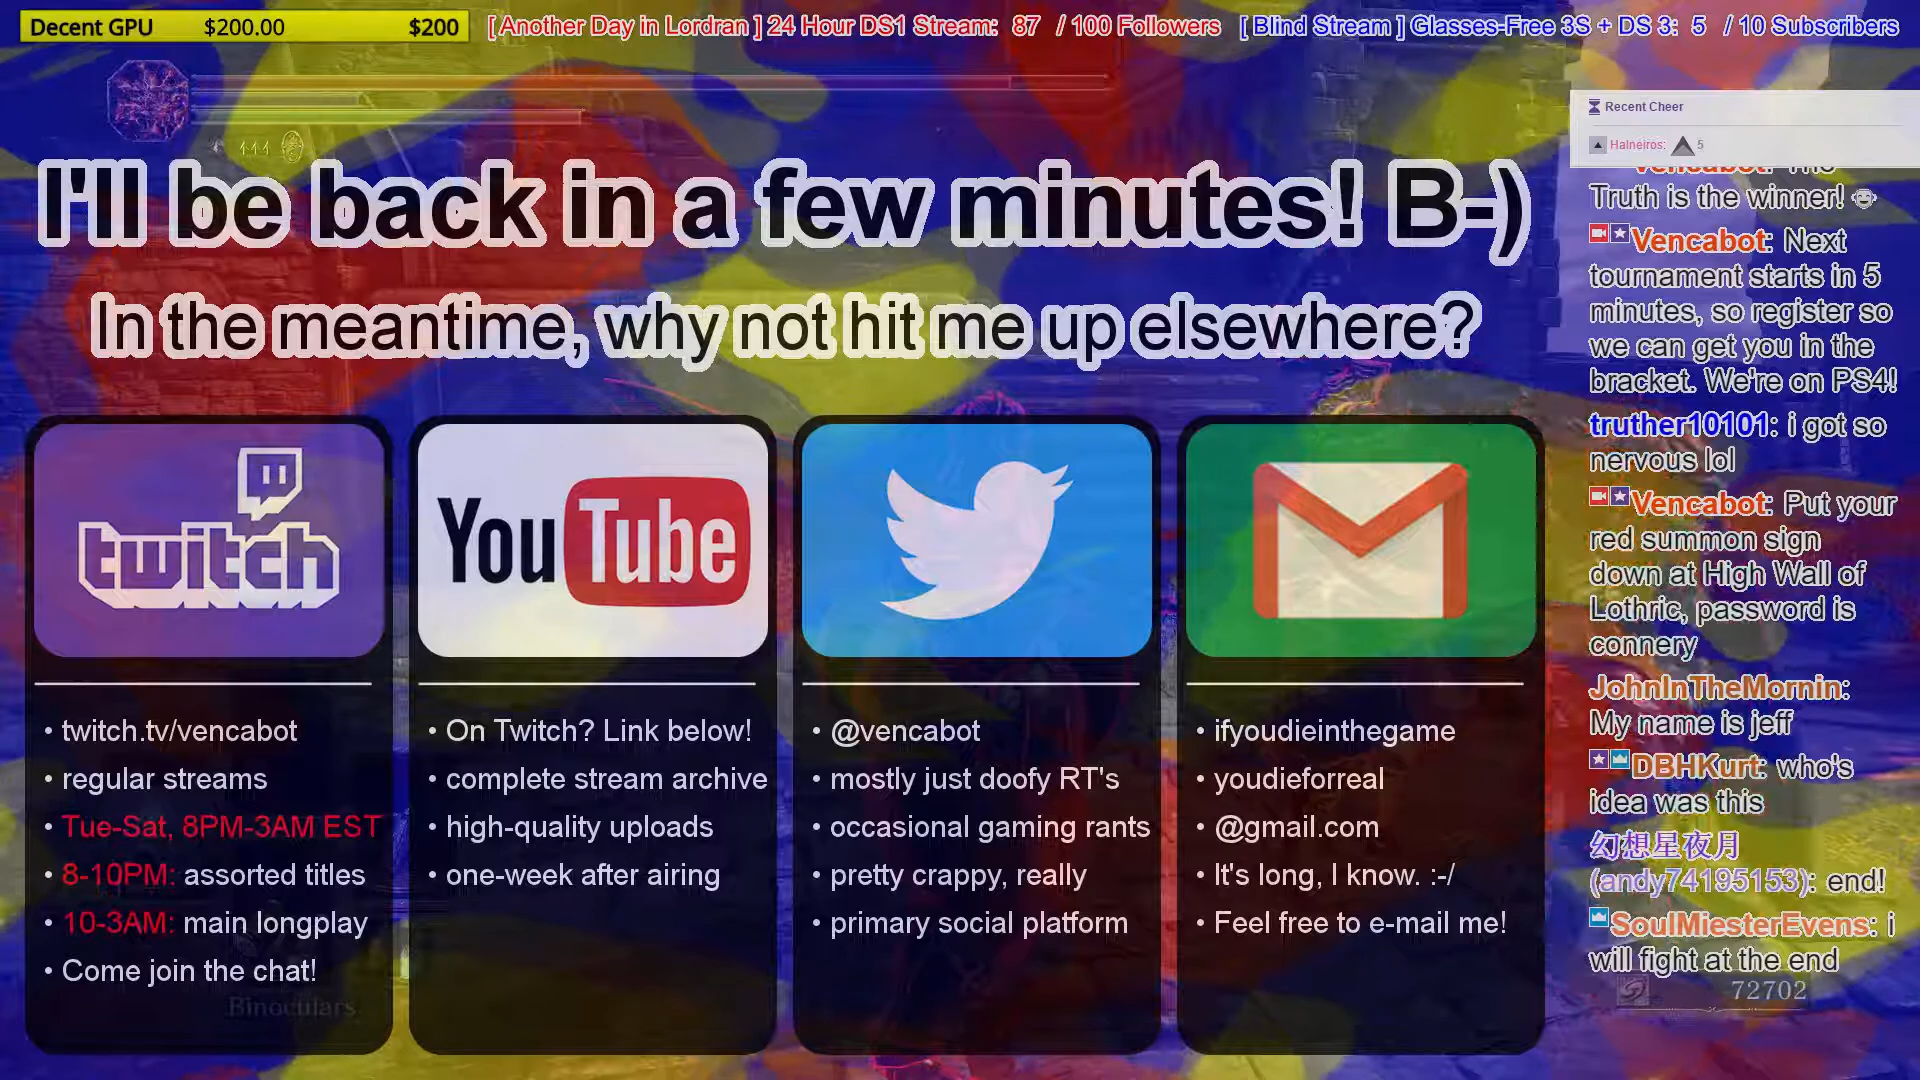 Decent GPU $200.00 $200
[ Another Day in Lordran ] 24 Hour DS1 Stream: 87 / 100 Followers
[ Blind Stream ] Glasses-Free 3S + DS 3: 5 / 10 Subscribers
111
I'll be back in a few minutes! B-)
In the meantime, why not hit me up elsewhere?
twitch
• twitch.tv/vencabot
• regular streams
• Tue-Sat, 8PM-3AM EST
• 8-10PM: assorted titles
• 10-3AM: main longplay
• Come join the chat!
Binoculars
YouTube
• On Twitch? Link below!
• complete stream archive
• high-quality uploads
• one-week after airing
• @vencabot
• mostly just doofy RT's
• occasional gaming rants
• pretty crappy, really
• primary social platform
• ifyoudieinthegame
• youdieforreal
• @gmail.com
• It's long, I know. :-/
• Feel free to e-mail me!
Recent Cheer
Halneiros: 5
Vencabot: The
Truth is the winner!
Vencabot: Next
tournament starts in 5
minutes, so register so
we can get you in the
bracket. We're on PS4!
truther10101: i got so
nervous lol
Vencabot: Put your
red summon sign
down at High Wall of
Lothric, password is
connery
JohnInTheMornin:
My name is jeff
DBHKurt: who's
idea was this
幻想星夜月
(andy74195153): end!
SoulMiesterEvens: i
will fight at the end
72702